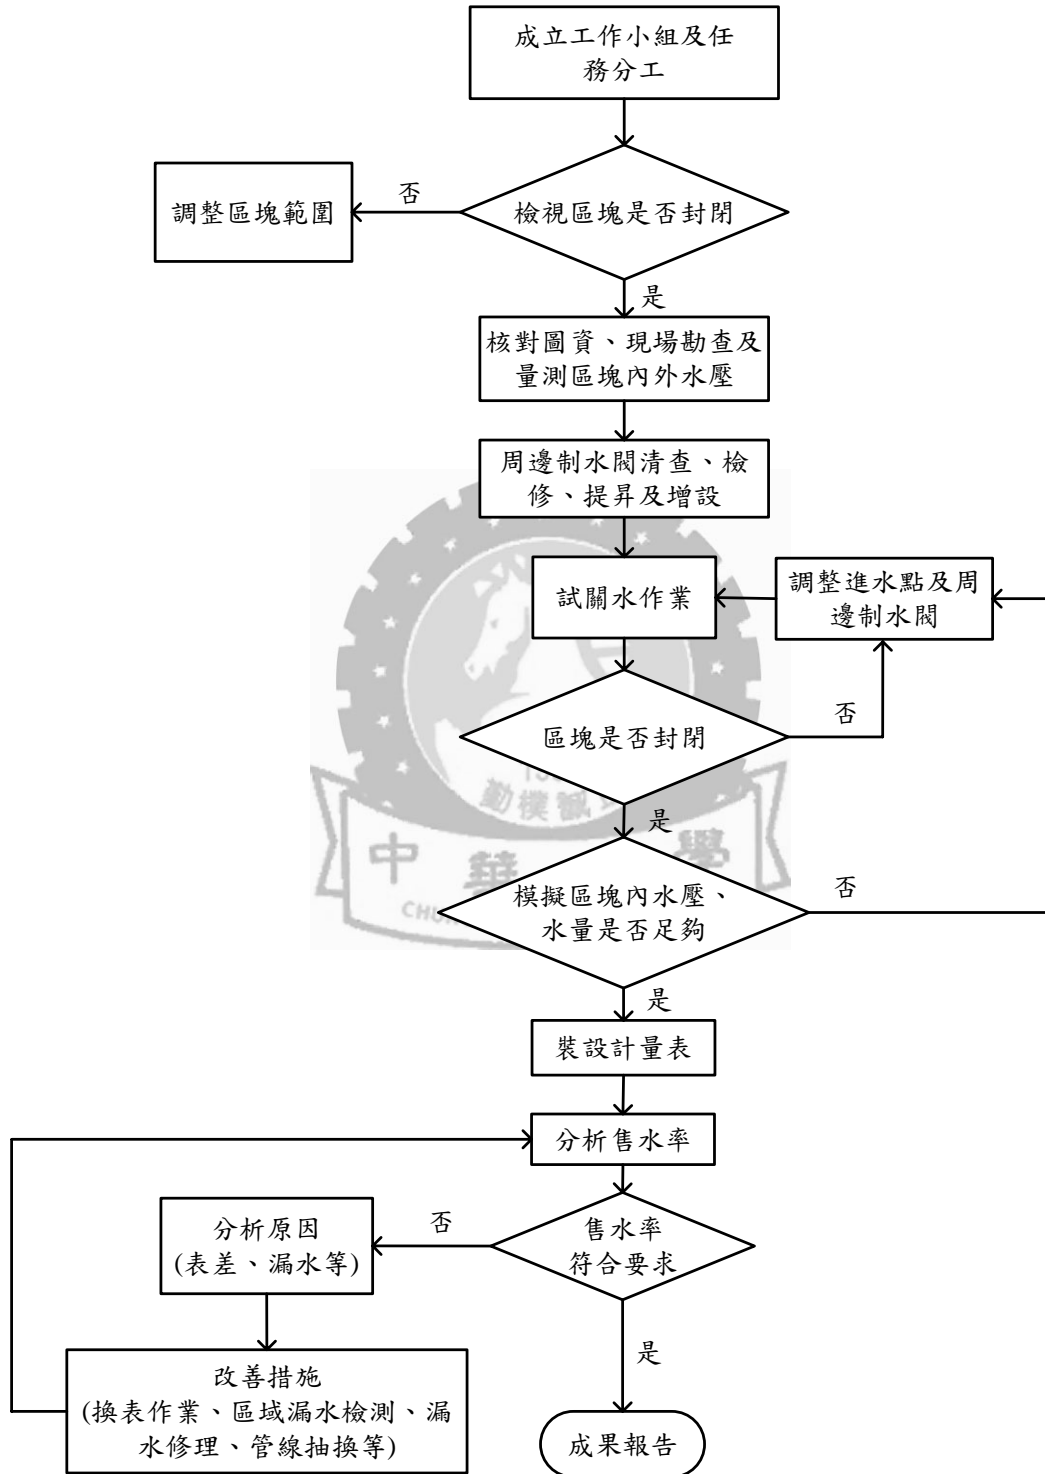 成立工作小組及任
務分工
檢視區塊是否封閉
否
調整區塊範圍
是
核對圖資、現場勘查及
量測區塊內外水壓
周邊制水閥清查、檢
修、提昇及增設
試關水作業
調整進水點及周
邊制水閥
區塊是否封閉
否
是
模擬區塊內水壓、
水量是否足夠
否
是
裝設計量表
分析售水率
售水率
符合要求
否
分析原因
(表差、漏水等)
改善措施
(換表作業、區域漏水檢測、漏
水修理、管線抽換等)
是
成果報告
勤樸誠
中華 學